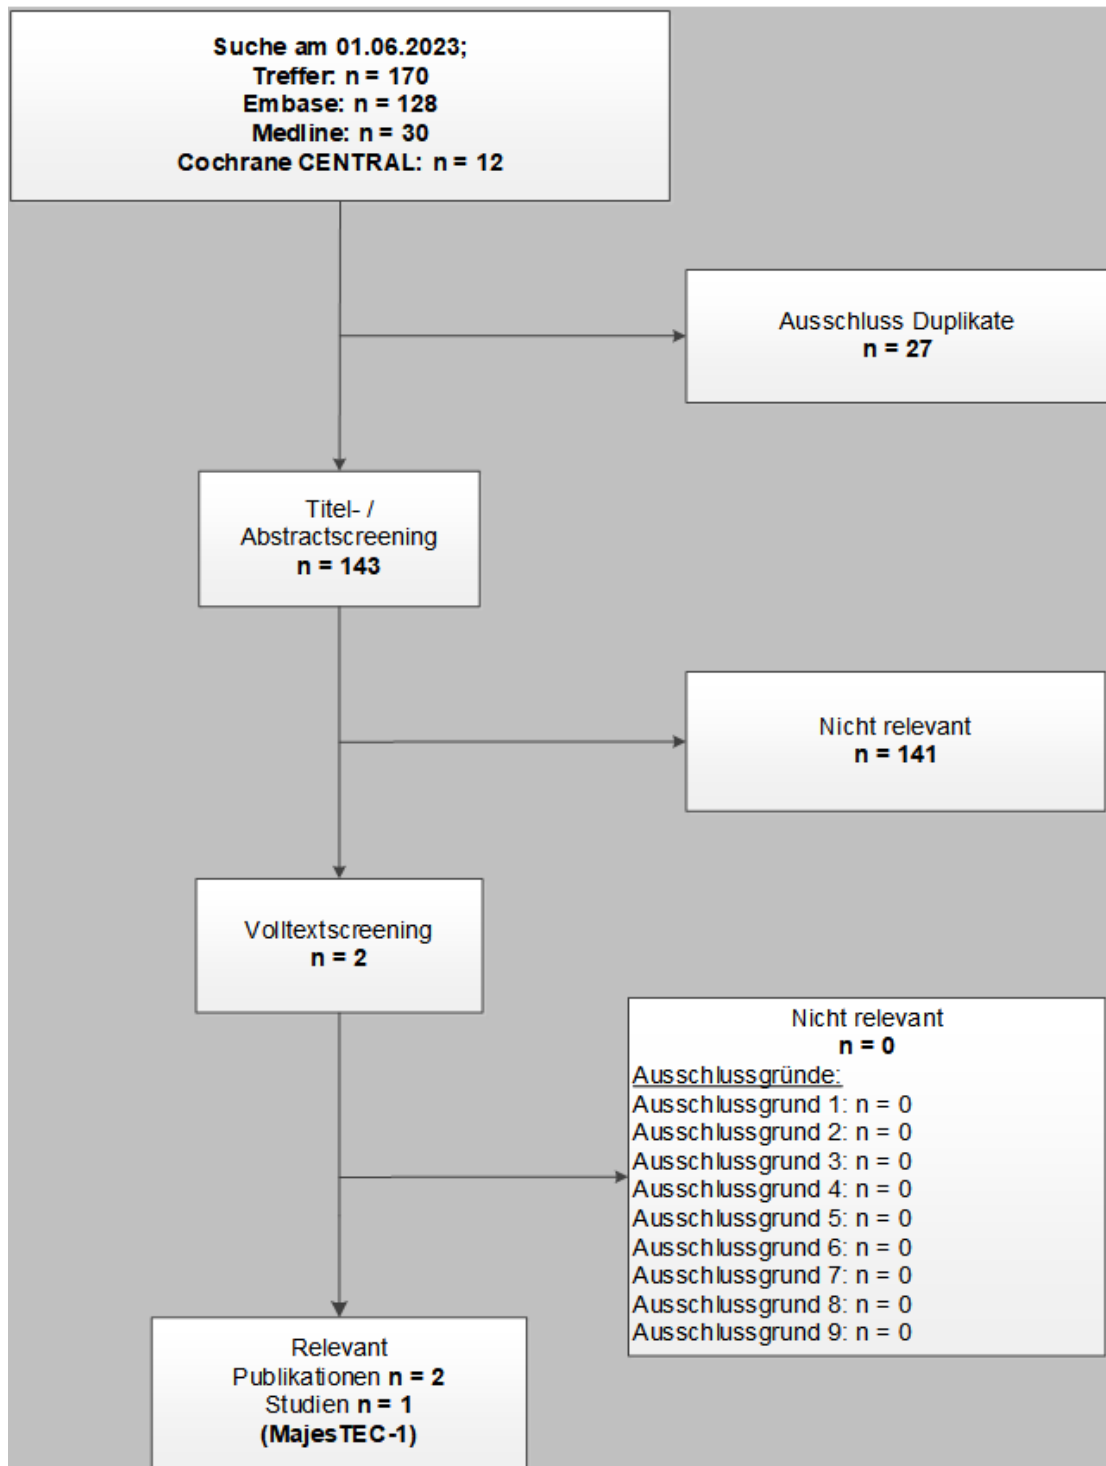 Suche am 01.06.2023;
Treffer: n = 170
Embase: n = 128
Medline: n = 30
Cochrane CENTRAL: n = 12
Ausschluss Duplikate
n = 27
Titel- /
Abstractscreening
n = 143
Nicht relevant
n = 141
Volltextscreening
n = 2
Nicht relevant
n = 0
Ausschlussgründe:
Ausschlussgrund 1: n = 0
Ausschlussgrund 2: n = 0
Ausschlussgrund 3: n = 0
Ausschlussgrund 4: n = 0
Ausschlussgrund 5: n = 0
Ausschlussgrund 6: n = 0
Ausschlussgrund 7: n = 0
Ausschlussgrund 8: n = 0
Ausschlussgrund 9: n = 0
Relevant
Publikationen n = 2
Studien n = 1
(MajesTEC-1)